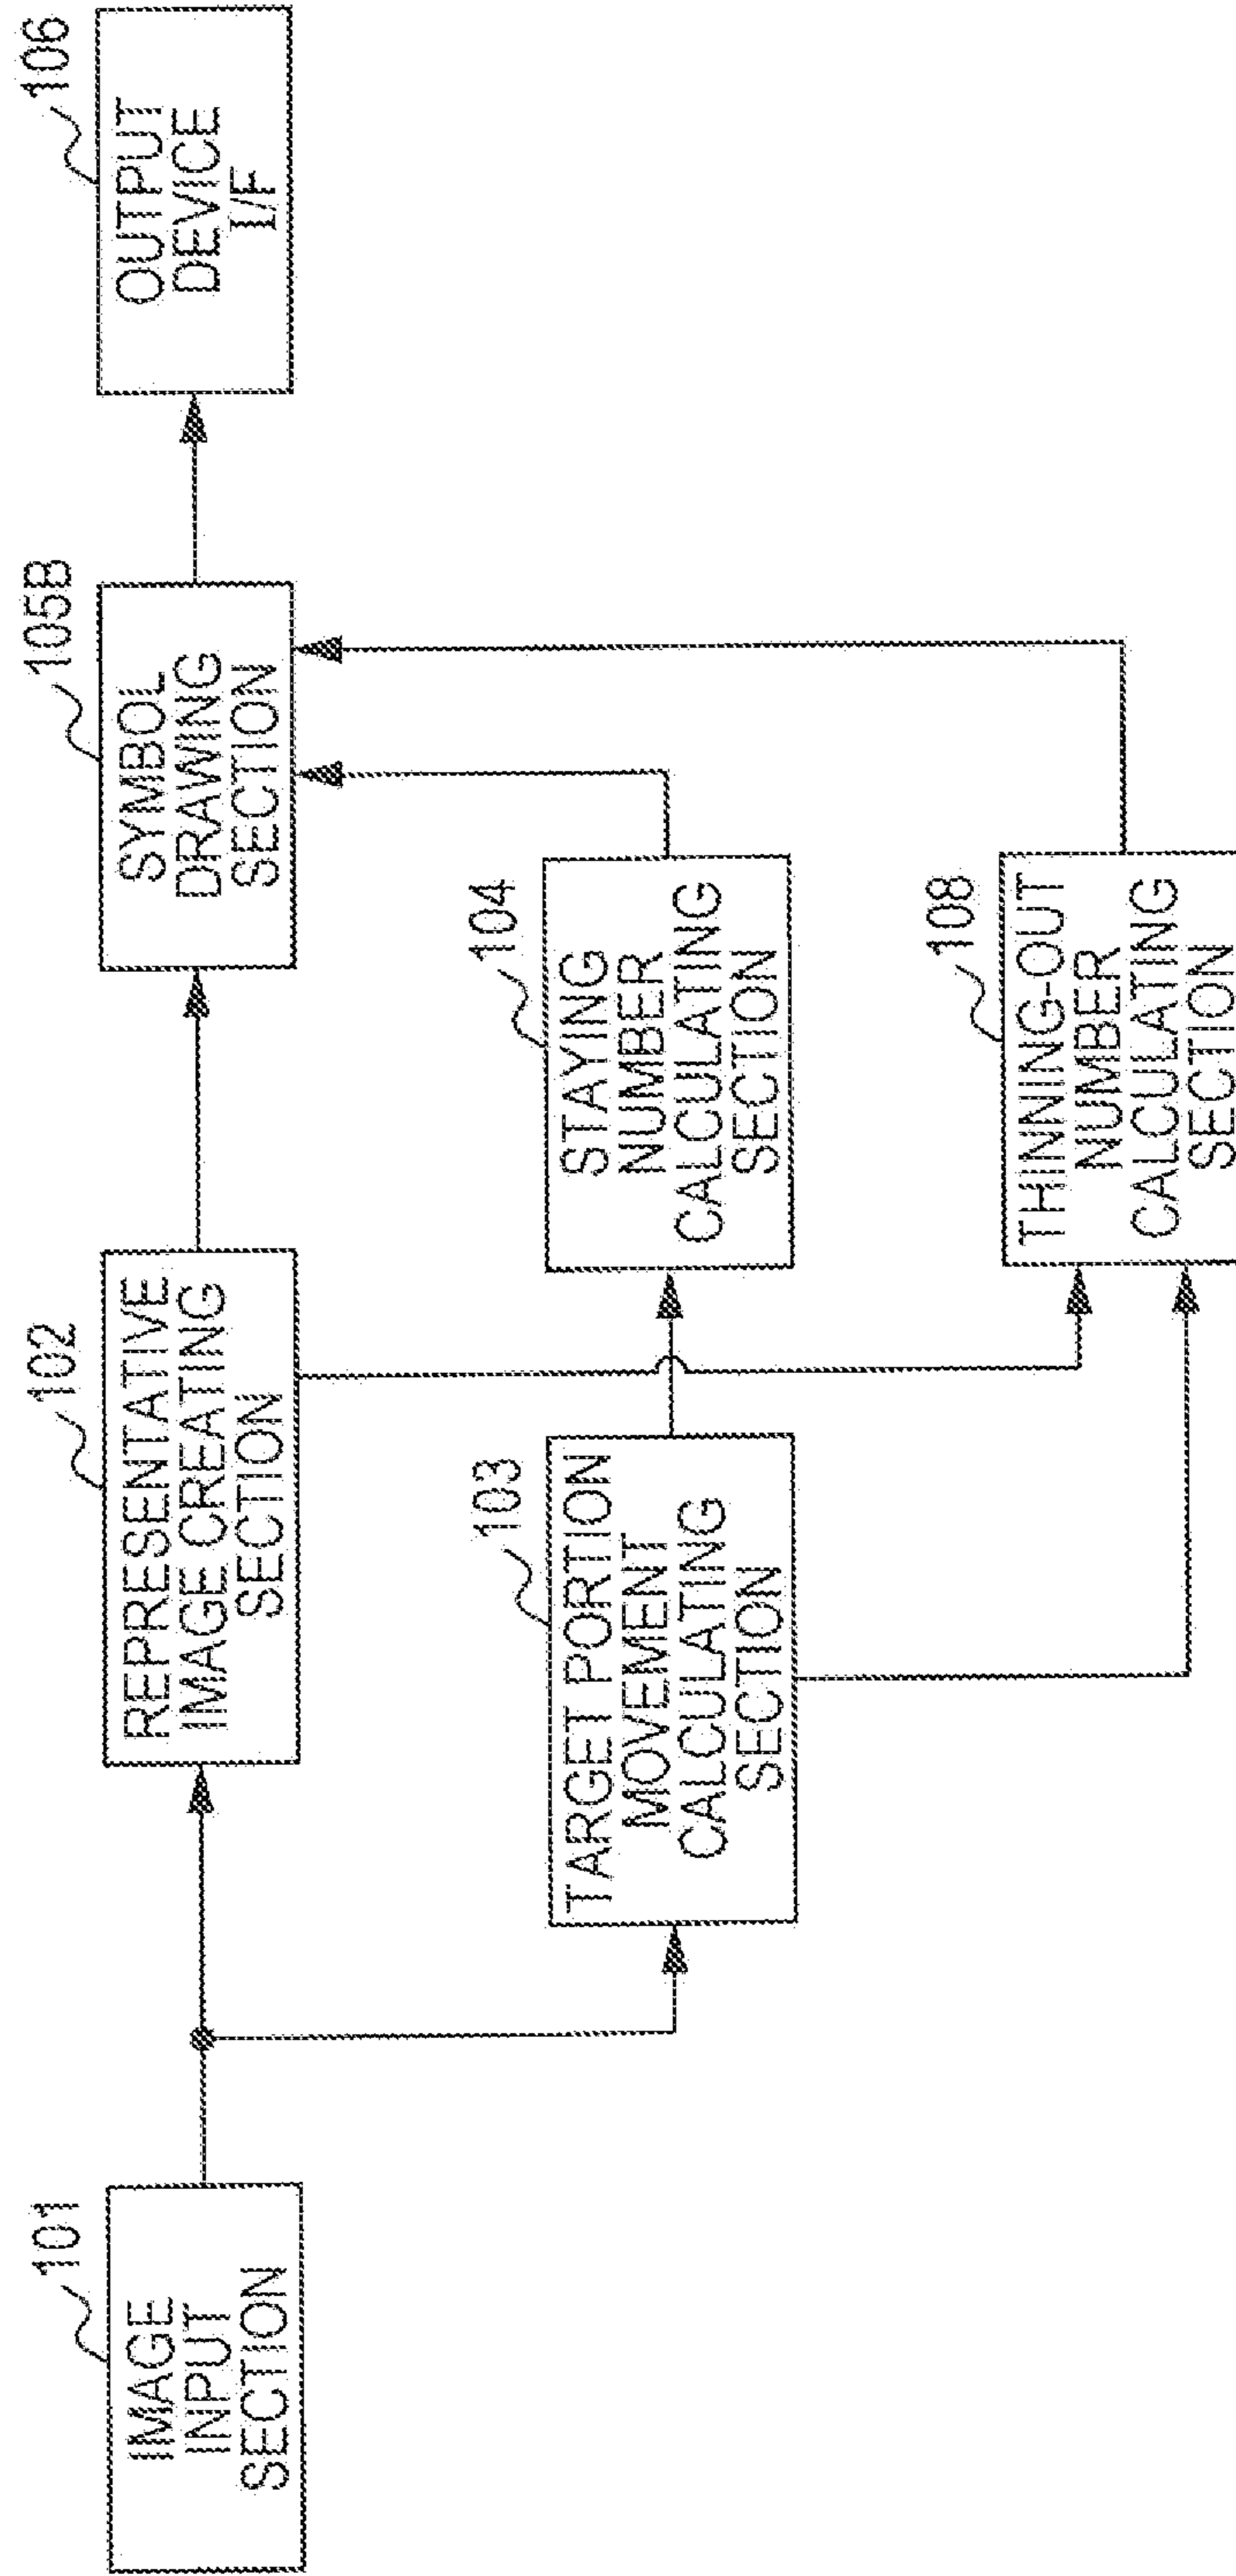 101
IMAGE
INPUT
SECTION
102
REPRESENTATIVE
IMAGE CREATING
SECTION
103
TARGET PORTION
MOVEMENT
CALCULATING
SECTION
104
STAYING
NUMBER
CALCULATING
SECTION
108
THINNING-OUT
NUMBER
CALCULATING
SECTION
105B
SYMBOL
DRAWING
SECTION
106
OUTPUT
DEVICE
I/F